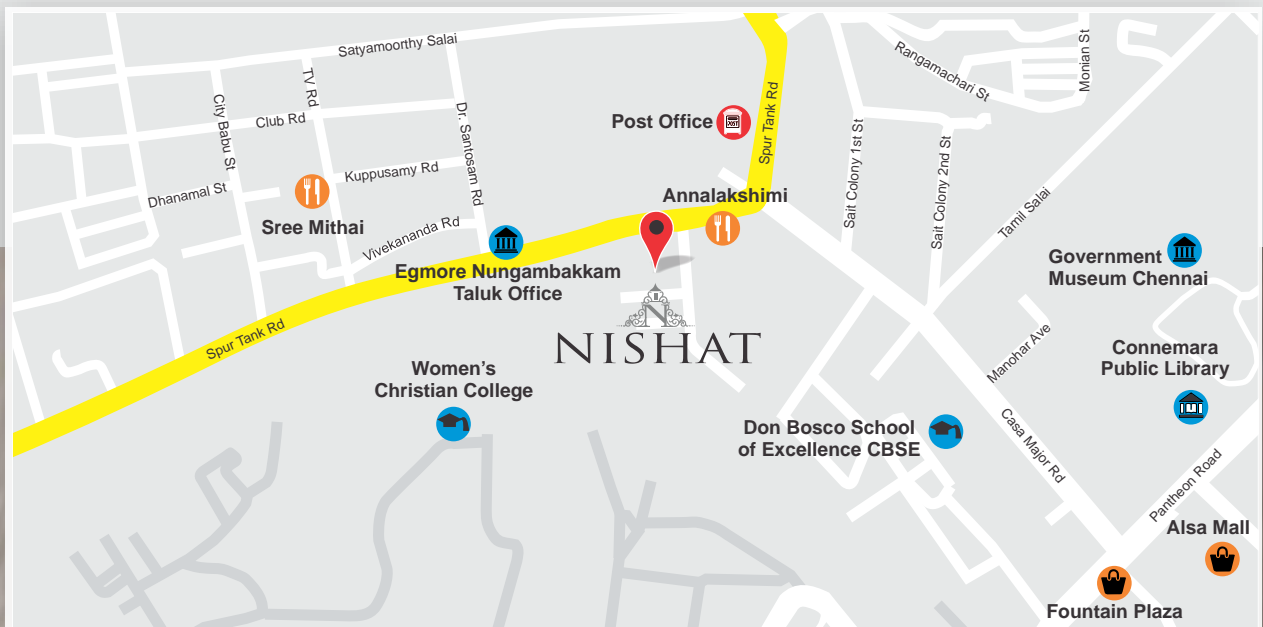 Satyamoorthy Salai
TV Rd
City Babu St
Club Rd
Dr. Santosam Rd
Dhanamal St
Kuppusamy Rd
Sree Mithai
Vivekananda Rd
Egmore Nungambakkam
Taluk Office
Spur Tank Rd
Post Office
POST
Spur Tank Rd
Annalakshimi
N
NISHAT
Rangamachari St
Monian St
Sait Colony 1st St
Sait Colony 2nd St
Tamil Salai
Government
Museum Chennai
Manohar Ave
Connemara
Public Library
Women's
Christian College
Don Bosco School
of Excellence CBSE
Casa Major Rd
Pantheon Road
Alsa Mall
Fountain Plaza